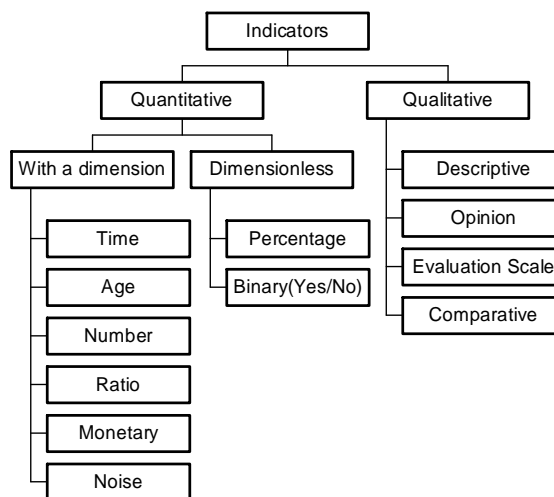 Indicators
Quantitative
Qualitative
With a dimension
Dimensionless
Time
Age
Number
Ratio
Monetary
Noise
Percentage
Binary(Yes/No)
Descriptive
Opinion
Evaluation Scale
Comparative